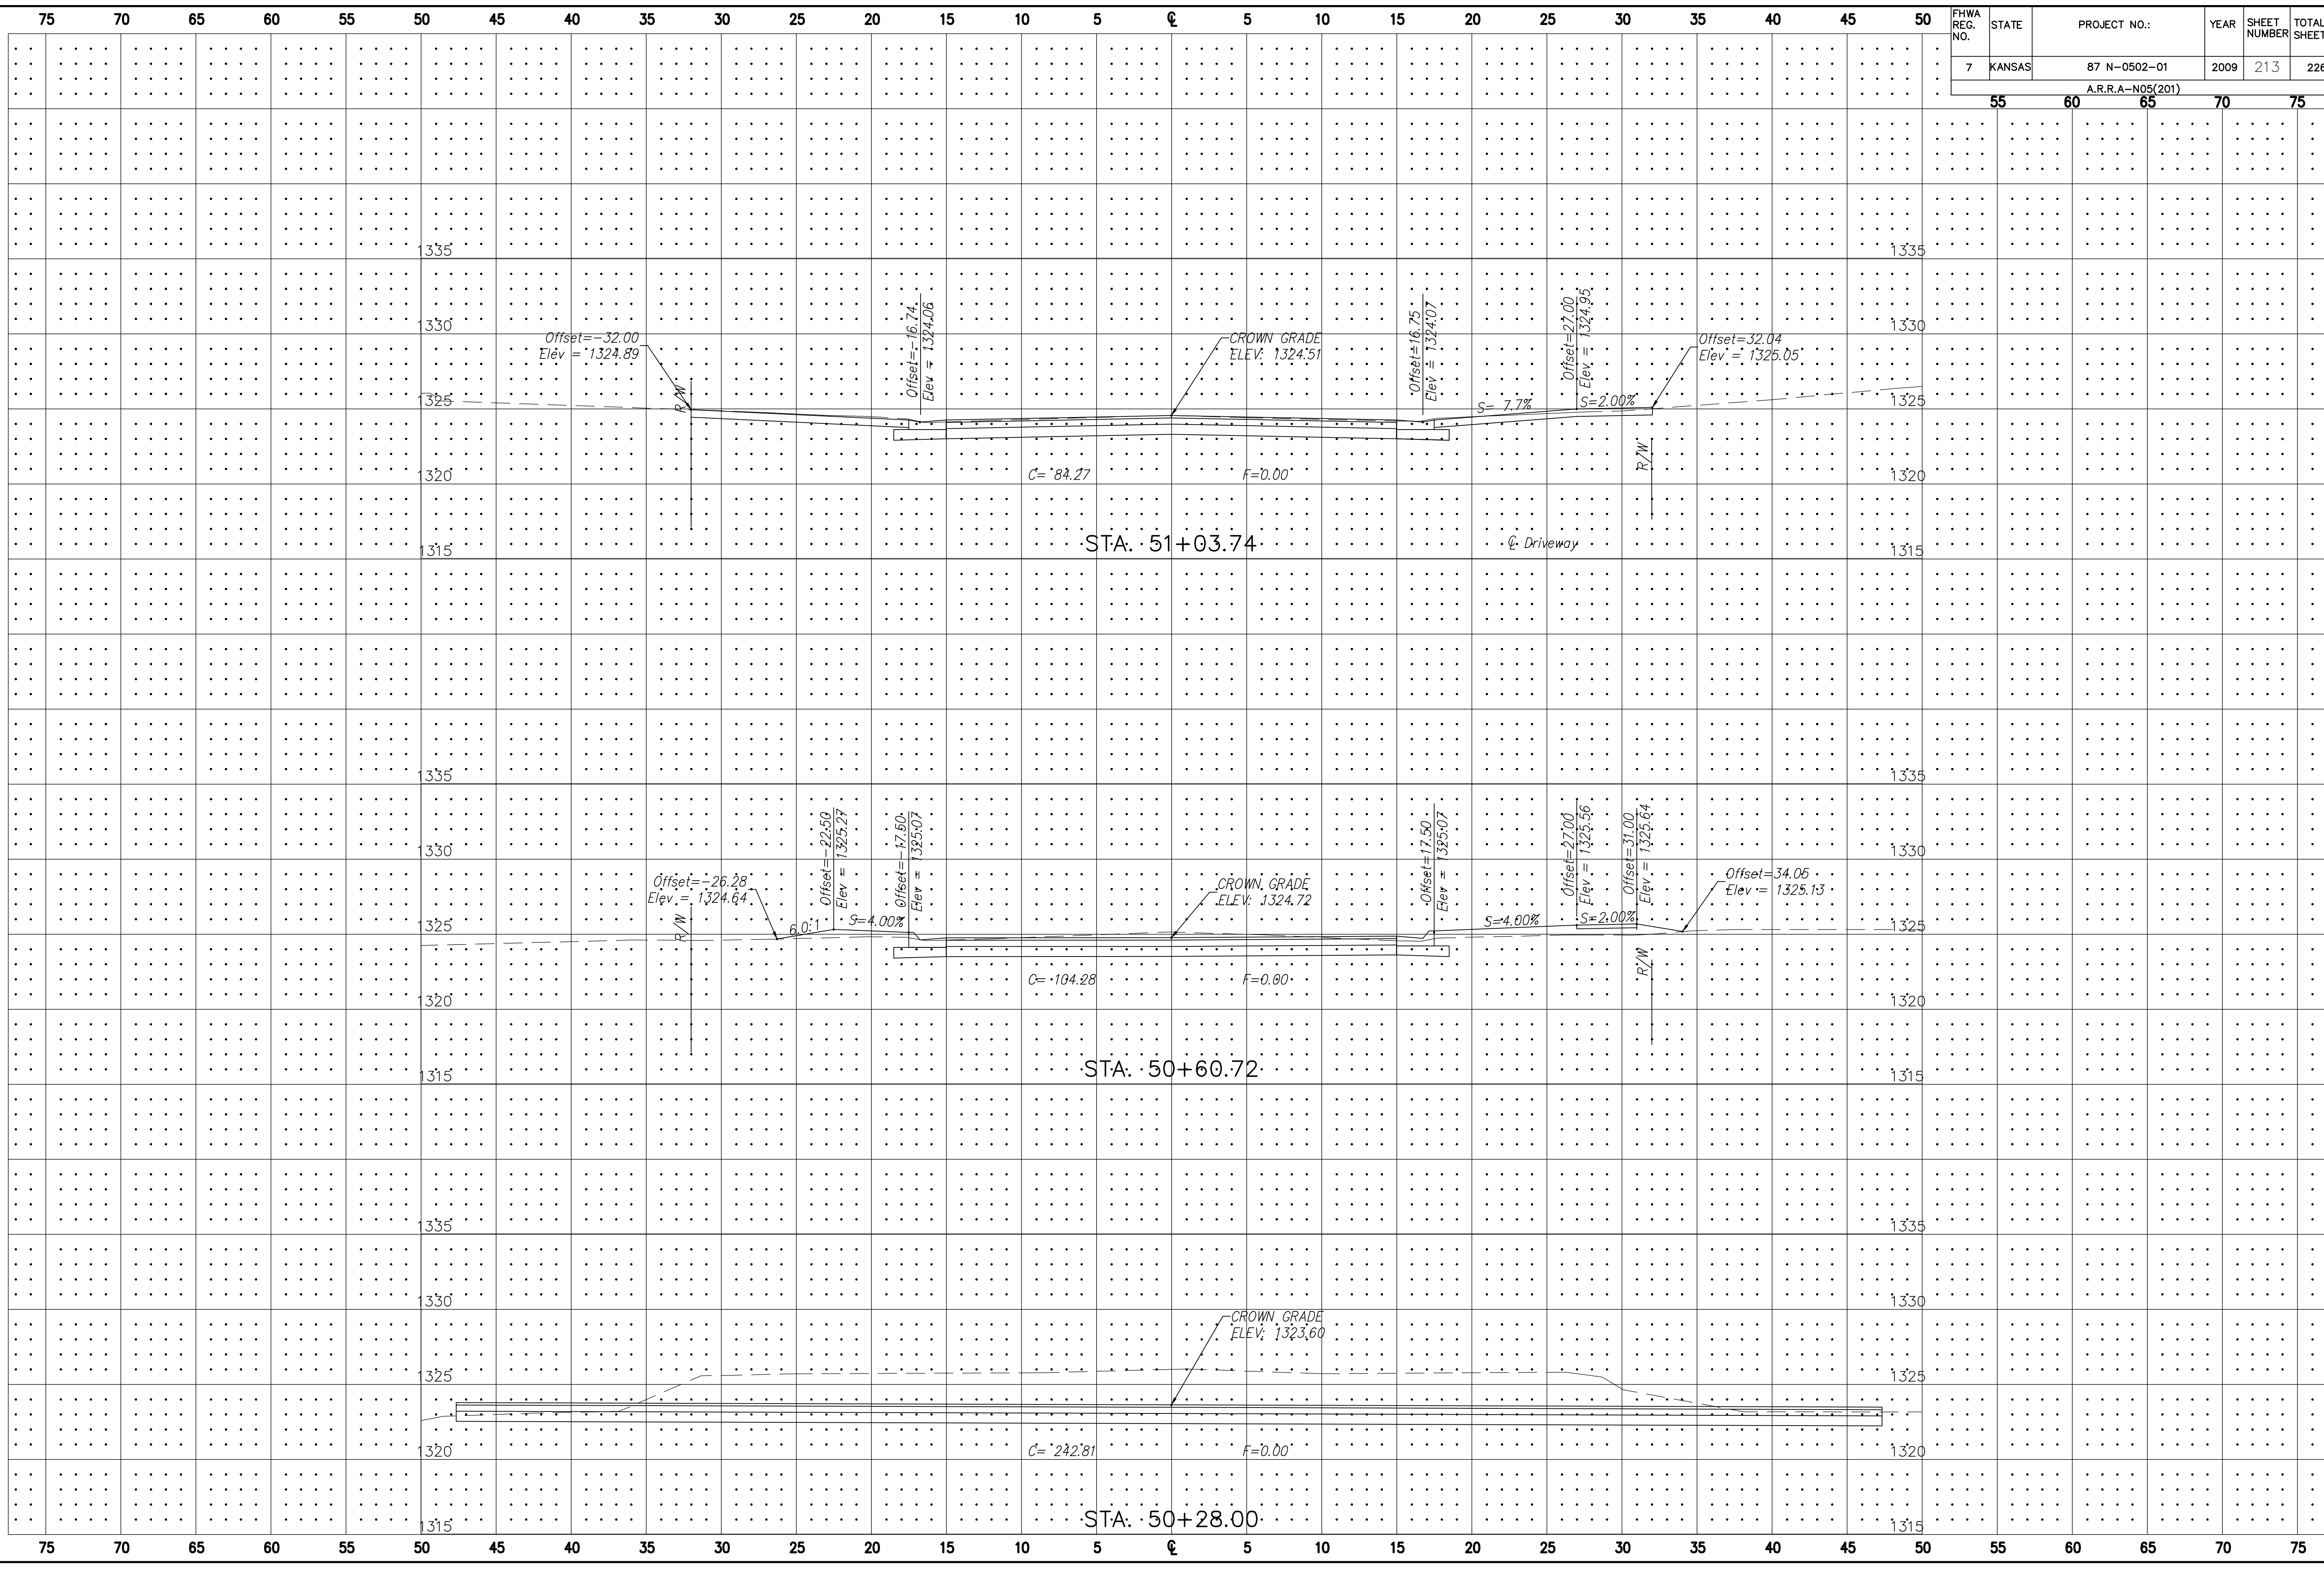 75 70 65 60 55 50 45 40 35 30 25 20 15 10 5 ℄ 5 10 15 20 25 30 35 40 45 50
FHWA REG. NO. STATE PROJECT NO.: YEAR SHEET NUMBER TOTAL SHEET
7 KANSAS 87 N-0502-01 2009 213 226
A.R.R.A-N05(201)
55 60 65 70 75
1335 1335
1330 1330
Offset=-32.00
Elev = 1324.89
Offset=-16.74
Elev = 1324.06
CROWN GRADE
ELEV: 1324.51
Offset=16.75
Elev = 1324.07
Offset=27.00
Elev = 1324.95
Offset=32.04
Elev = 1325.05
1325 R/W S= 7.7% S=2.00% 1325
R/W
1320 C= 84.27 F=0.00 1320
1315 STA. 51+03.74 ℄ Driveway 1315
1335 1335
1330 1330
Offset=-26.28
Elev = 1324.64
Offset=-22.50
Elev = 1325.27
Offset=-17.50
Elev = 1325.07
CROWN GRADE
ELEV: 1324.72
Offset=17.50
Elev = 1325.07
Offset=27.00
Elev = 1325.56
Offset=31.00
Elev = 1325.64
Offset=34.05
Elev = 1325.13
1325 R/W 6.0:1 S=4.00% S=4.00% S=2.00% 1325
R/W
1320 C= 104.28 F=0.00 1320
1315 STA. 50+60.72 1315
1335 1335
1330 1330
CROWN GRADE
ELEV: 1323.60
1325 1325
1320 C= 242.81 F=0.00 1320
1315 STA. 50+28.00 1315
75 70 65 60 55 50 45 40 35 30 25 20 15 10 5 ℄ 5 10 15 20 25 30 35 40 45 50 55 60 65 70 75